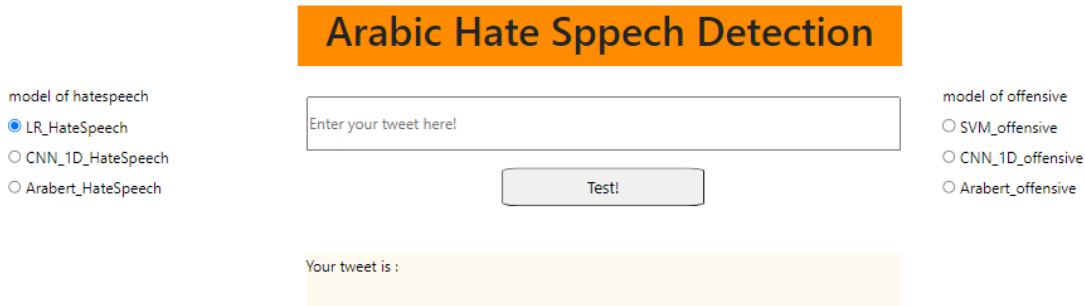 Arabic Hate Sppech Detection
model of hatespeech
LR_HateSpeech
CNN_1D_HateSpeech
Arabert_HateSpeech
Enter your tweet here!
Test!
Your tweet is :
model of offensive
SVM_offensive
CNN_1D_offensive
Arabert_offensive